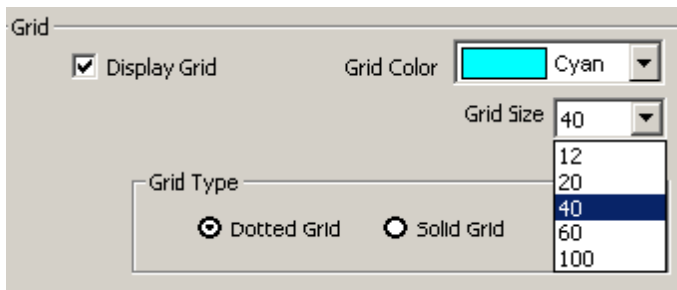 Grid
Display Grid Grid Color Cyan
Grid Size 40
12
20
40
60
100
Grid Type
Dotted Grid Solid Grid